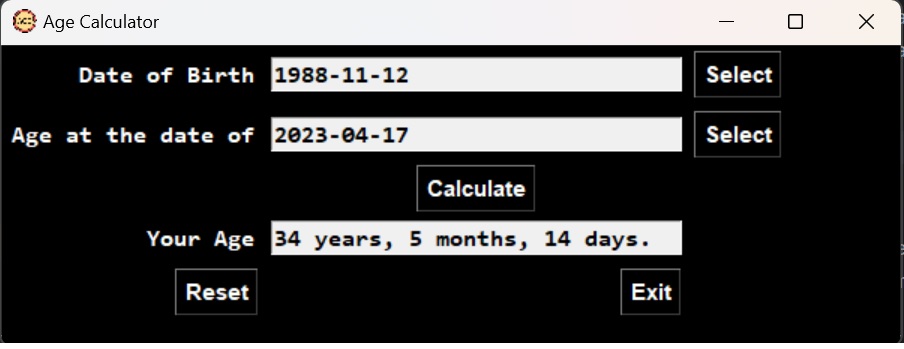 Age Calculator
Date of Birth 1988-11-12 Select
Age at the date of 2023-04-17 Select
Calculate
Your Age 34 years, 5 months, 14 days.
Reset Exit